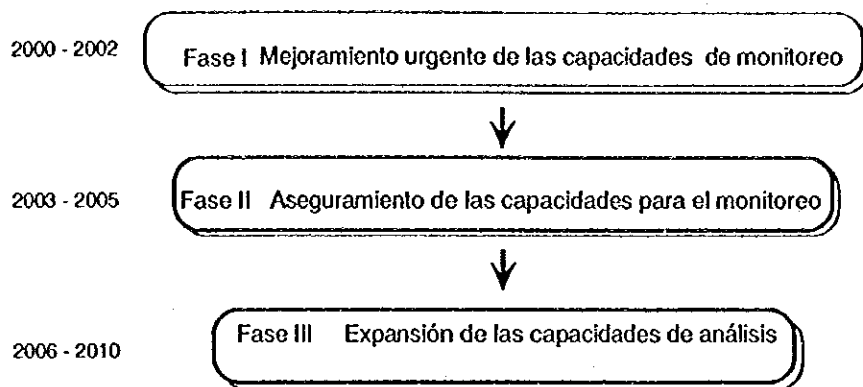 2000 - 2002 Fase I Mejoramiento urgente de las capacidades de monitoreo
2003 - 2005 Fase II Aseguramiento de las capacidades para el monitoreo
2006 - 2010 Fase III Expansión de las capacidades de análisis